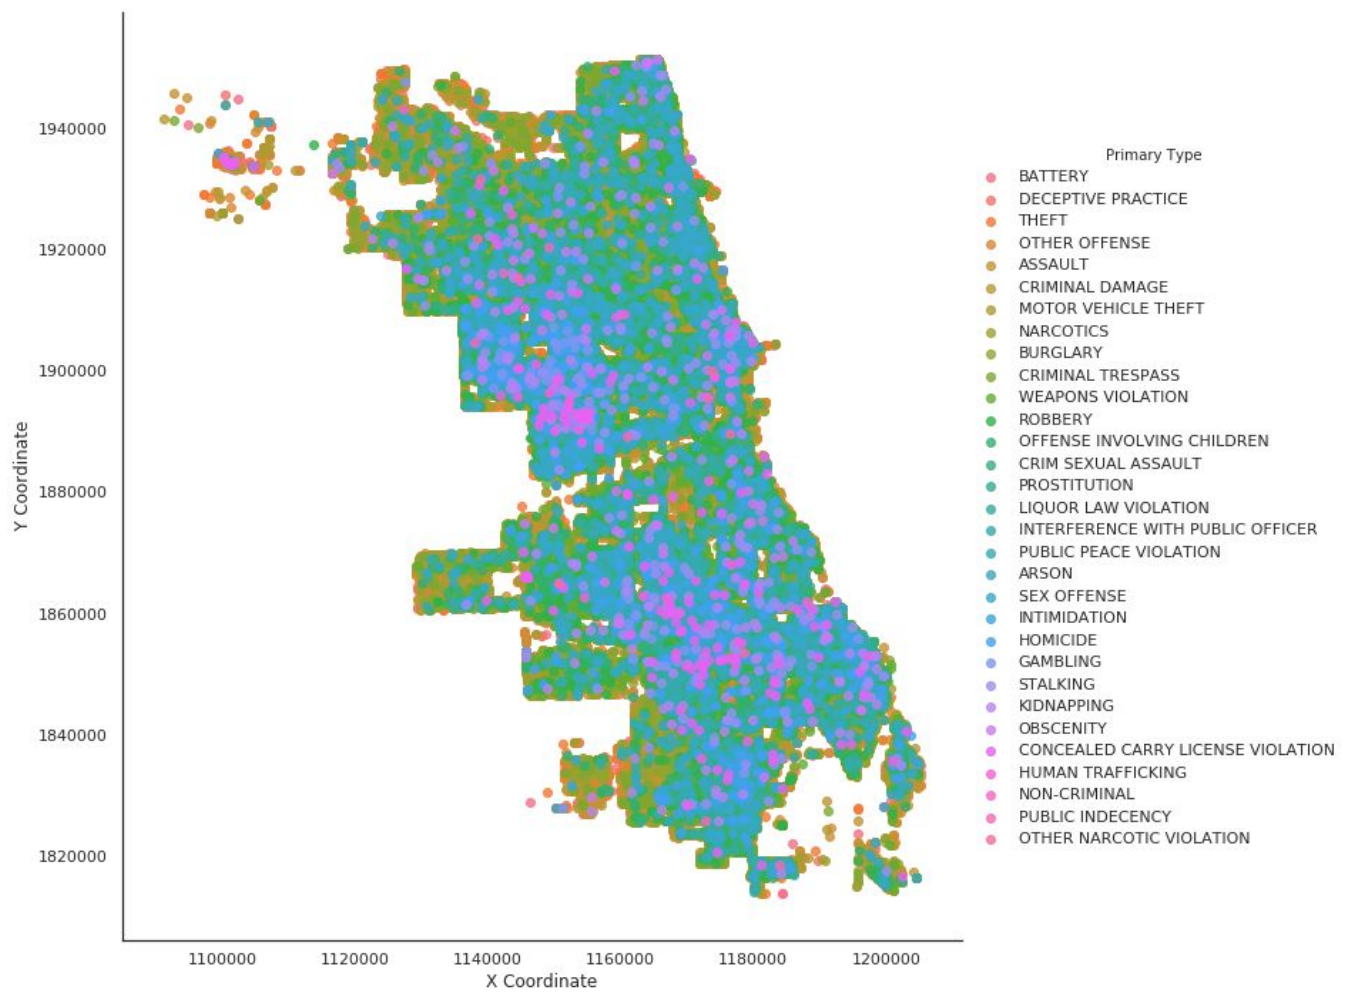 1940000
1920000
1900000
1880000
1860000
1840000
1820000
Y Coordinate
1100000 1120000 1140000 1160000 1180000 1200000
X Coordinate
Primary Type
BATTERY
DECEPTIVE PRACTICE
THEFT
OTHER OFFENSE
ASSAULT
CRIMINAL DAMAGE
MOTOR VEHICLE THEFT
NARCOTICS
BURGLARY
CRIMINAL TRESPASS
WEAPONS VIOLATION
ROBBERY
OFFENSE INVOLVING CHILDREN
CRIM SEXUAL ASSAULT
PROSTITUTION
LIQUOR LAW VIOLATION
INTERFERENCE WITH PUBLIC OFFICER
PUBLIC PEACE VIOLATION
ARSON
SEX OFFENSE
INTIMIDATION
HOMICIDE
GAMBLING
STALKING
KIDNAPPING
OBSCENITY
CONCEALED CARRY LICENSE VIOLATION
HUMAN TRAFFICKING
NON-CRIMINAL
PUBLIC INDECENCY
OTHER NARCOTIC VIOLATION